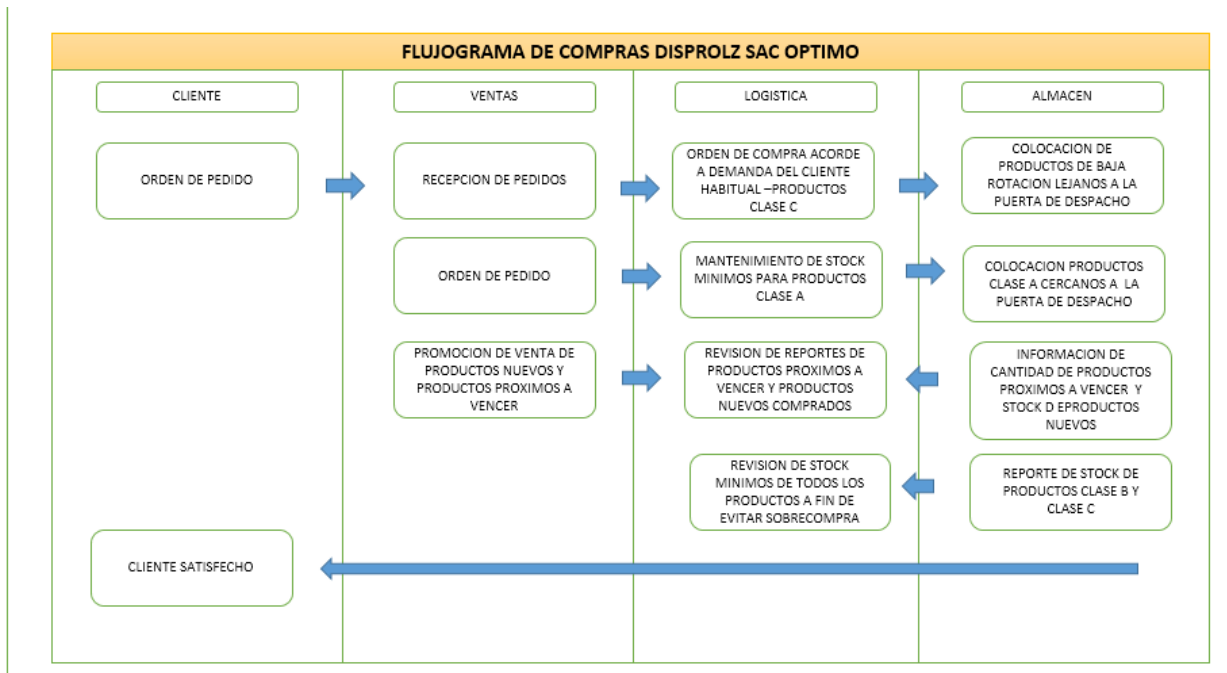 FLUJOGRAMA DE COMPRAS DISPROLZ SAC OPTIMO
CLIENTE
VENTAS
LOGISTICA
ALMACEN
ORDEN DE PEDIDO
RECEPCION DE PEDIDOS
ORDEN DE COMPRA ACORDE
A DEMANDA DEL CLIENTE
HABITUAL –PRODUCTOS
CLASE C
COLOCACION DE
PRODUCTOS DE BAJA
ROTACION LEJANOS A LA
PUERTA DE DESPACHO
ORDEN DE PEDIDO
MANTENIMIENTO DE STOCK
MINIMOS PARA PRODUCTOS
CLASE A
COLOCACION PRODUCTOS
CLASE A CERCANOS A LA
PUERTA DE DESPACHO
PROMOCION DE VENTA DE
PRODUCTOS NUEVOS Y
PRODUCTOS PROXIMOS A
VENCER
REVISION DE REPORTES DE
PRODUCTOS PROXIMOS A
VENCER Y PRODUCTOS
NUEVOS COMPRADOS
INFORMACION DE
CANTIDAD DE PRODUCTOS
PROXIMOS A VENCER Y
STOCK D EPRODUCTOS
NUEVOS
REVISION DE STOCK
MINIMOS DE TODOS LOS
PRODUCTOS A FIN DE
EVITAR SOBRECOMPRA
REPORTE DE STOCK DE
PRODUCTOS CLASE B Y
CLASE C
CLIENTE SATISFECHO